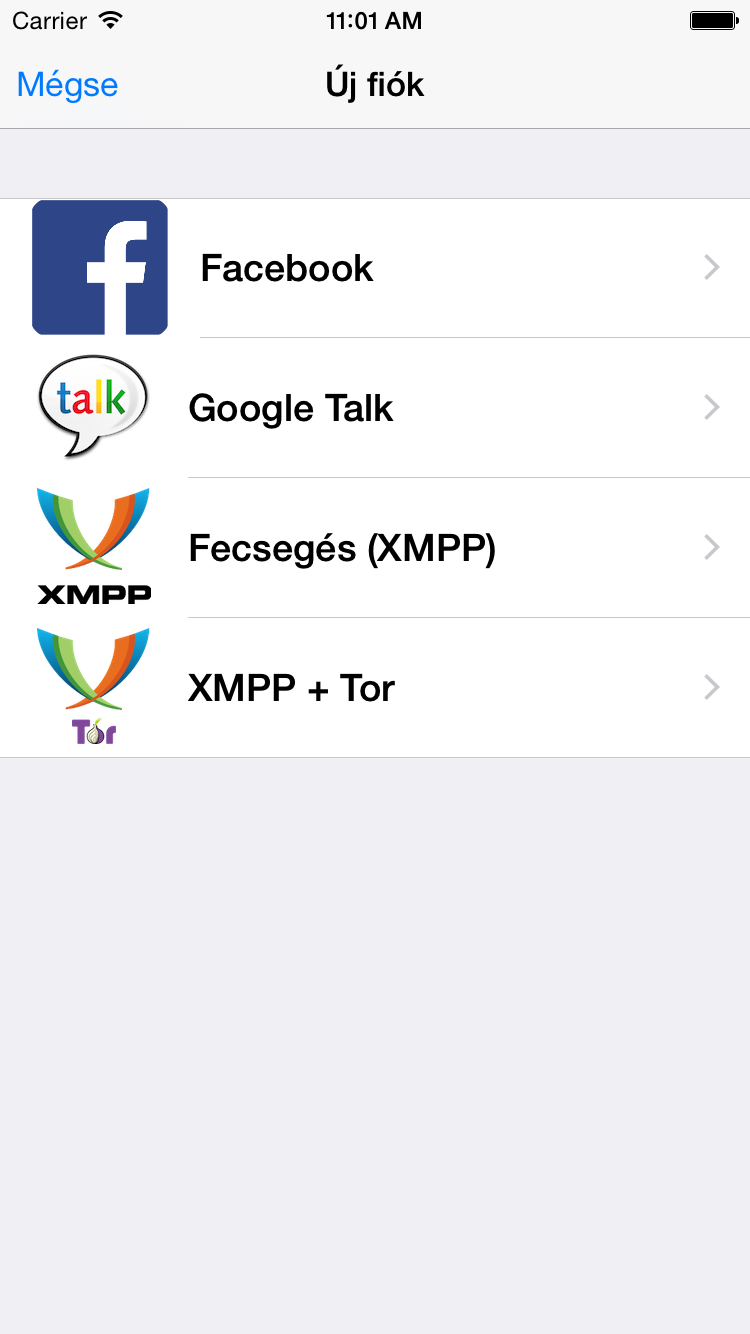 Carrier 11:01 AM
Mégse Új fiók
Facebook
talk
Google Talk
XMPP
Fecsegés (XMPP)
Tor
XMPP + Tor